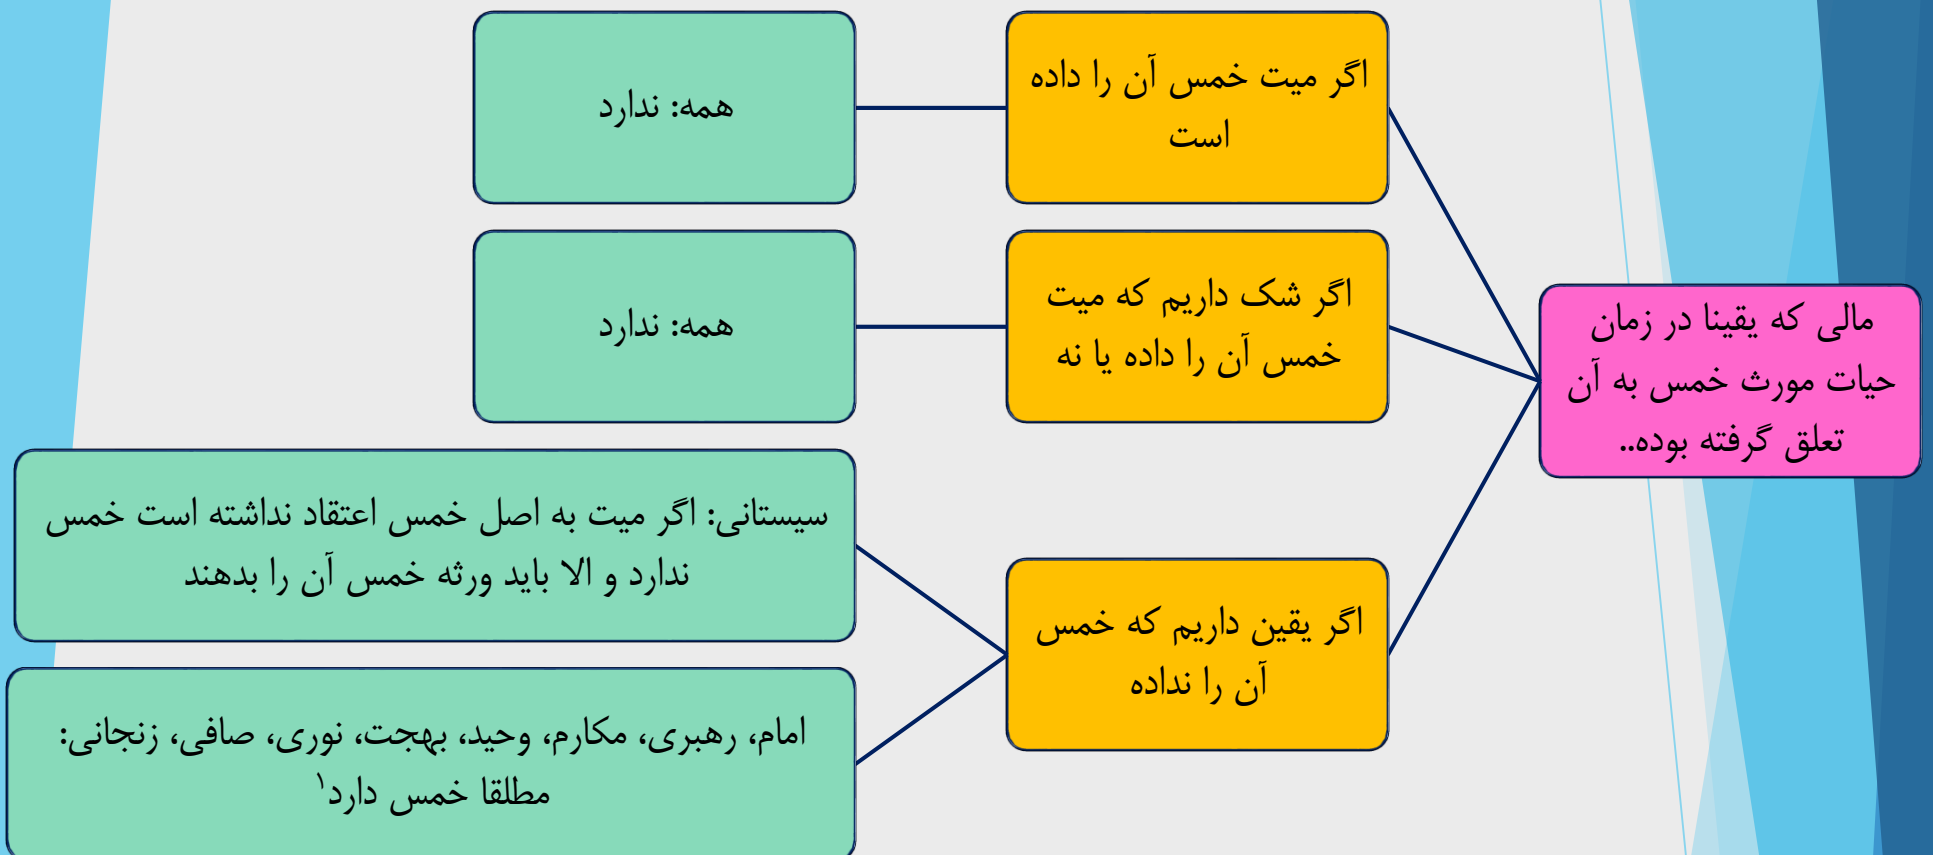 مالی که یقینا در زمان
حیات مورث خمس به آن
تعلق گرفته بوده..
اگر میت خمس آن را داده
است
همه: ندارد
اگر شک داریم که میت
خمس آن را داده یا نه
همه: ندارد
اگر یقین داریم که خمس
آن را نداده
سیستانی: اگر میت به اصل خمس اعتقاد نداشته است خمس
ندارد و الا باید ورثه خمس آن را بدهند
امام، رهبری، مکارم، وحید، بهجت، نوری، صافی، زنجانی:
مطلقا خمس دارد۱